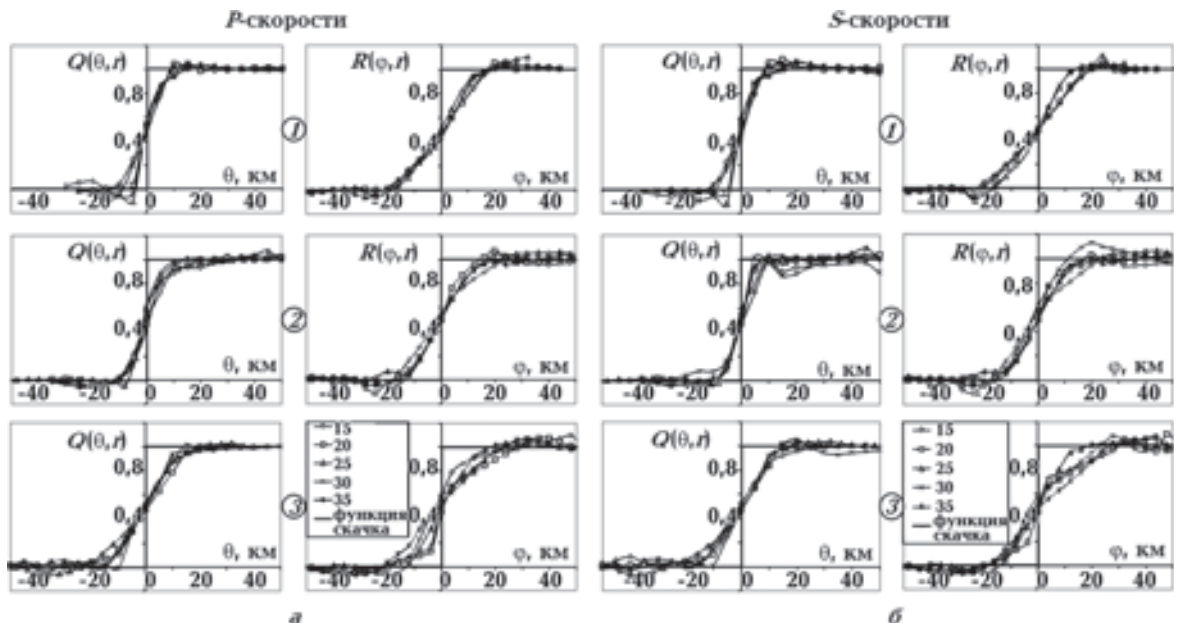 P-скорости S-скорости
Q(θ,r) R(φ,r) Q(θ,r) R(φ,r)
0,8 0,8 0,8 0,8
1 1
0,4 0,4 0,4 0,4
θ, км φ, км θ, км φ, км
-40 -20 0 20 40 -40 -20 0 20 40 -40 -20 0 20 40 -40 -20 0 20 40
Q(θ,r) R(φ,r) Q(θ,r) R(φ,r)
0,8 0,8 0,8 0,8
2 2
0,4 0,4 0,4 0,4
θ, км φ, км θ, км φ, км
-40 -20 0 20 40 -40 -20 0 20 40 -40 -20 0 20 40 -40 -20 0 20 40
Q(θ,r) Q(θ,r)
0,8 0,8 0,8 0,8
15 15
20 20
25 25
30 30
35 35
функция функция
скачка скачка
3 3
0,4 0,4 0,4 0,4
θ, км φ, км θ, км φ, км
-40 -20 0 20 40 -40 -20 0 20 40 -40 -20 0 20 40 -40 -20 0 20 40
а б